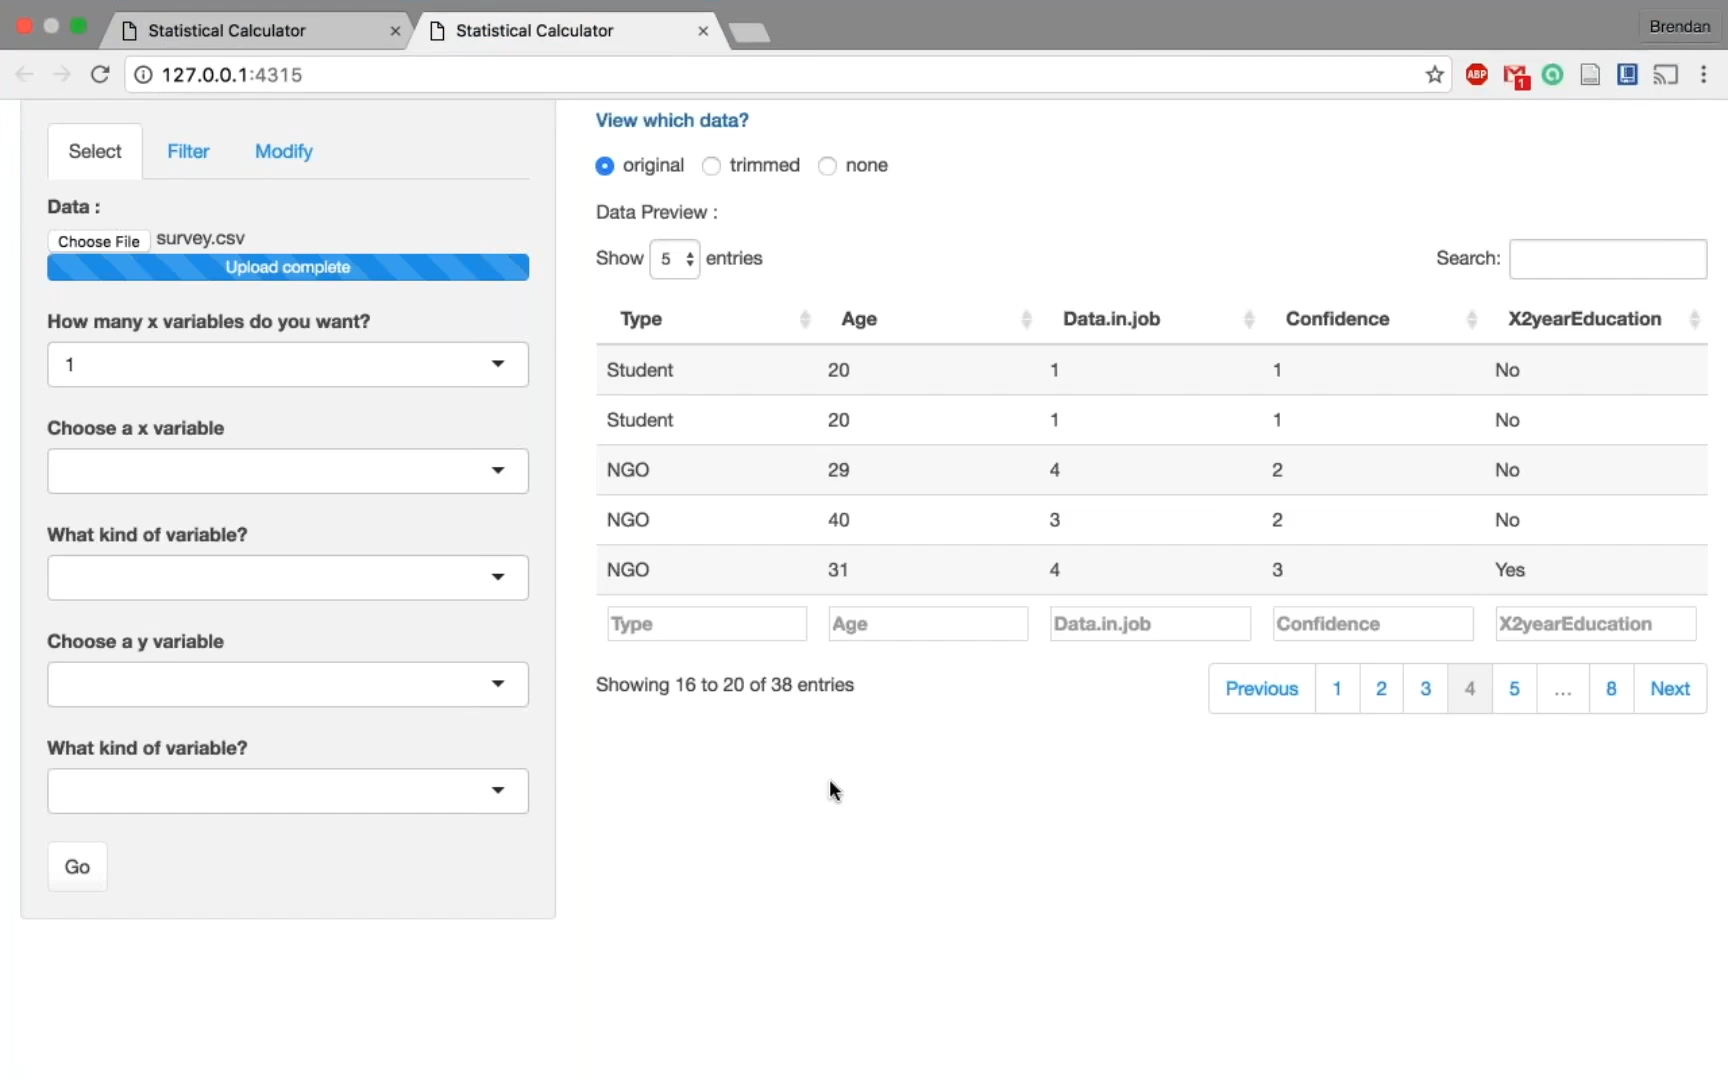 Statistical Calculator
Statistical Calculator
Brendan
127.0.0.1:4315
ABP
1
Select Filter Modify
Data :
Choose File survey.csv
Upload complete
How many x variables do you want?
1
Choose a x variable
What kind of variable?
Choose a y variable
What kind of variable?
Go
View which data?
original trimmed none
Data Preview :
Show 5 entries Search:
Type Age Data.in.job Confidence X2yearEducation
Student 20 1 1 No
Student 20 1 1 No
NGO 29 4 2 No
NGO 40 3 2 No
NGO 31 4 3 Yes
Type Age Data.in.job Confidence X2yearEducation
Showing 16 to 20 of 38 entries Previous 1 2 3 4 5 … 8 Next